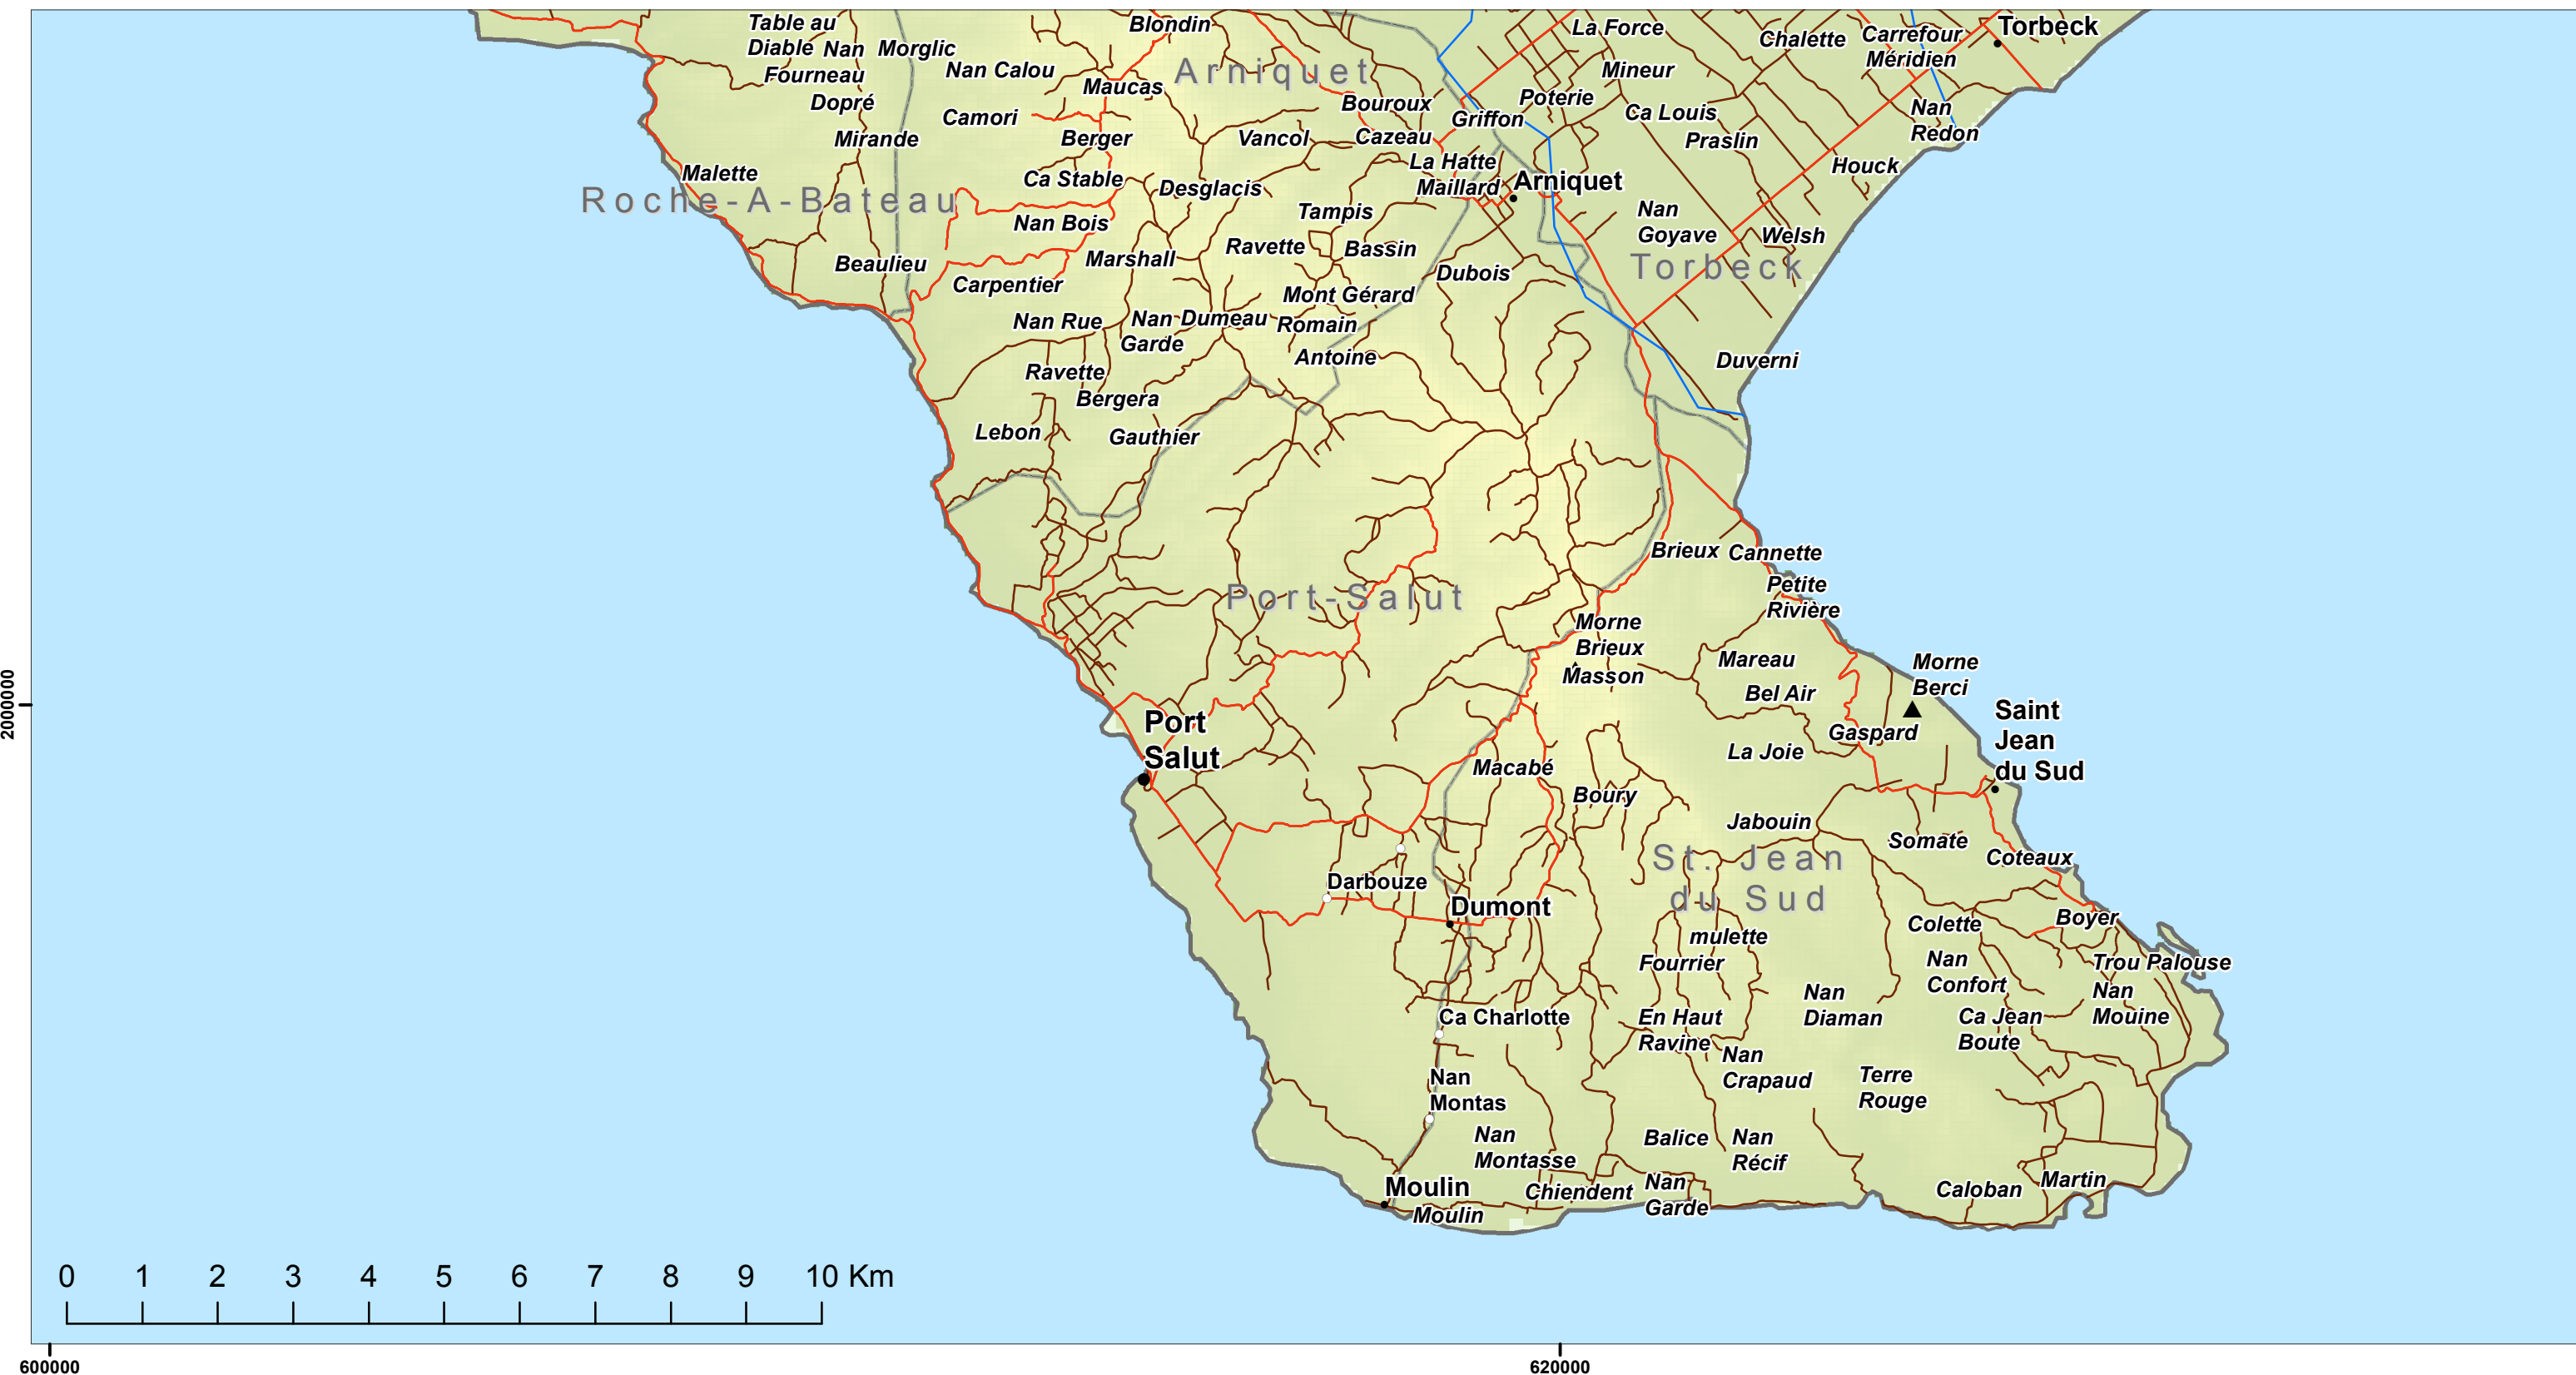 Table au
Diable
Nan
Fourneau
Morglic
Dopré
Mirande
Malette
Roche-A-Bateau
Beaulieu
Blondin
Nan Calou
Maucas
Arniquet
Camori
Berger
Vancol
Bouroux
Cazeau
Griffon
La Hatte
Maillard
Arniquet
Ca Stable
Desglacis
Nan Bois
Tampis
Marshall
Ravette
Bassin
Carpentier
Mont Gérard
Dubois
Nan Rue
Nan
Garde
Dumeau
Romain
Antoine
Ravette
Bergera
Lebon
Gauthier
La Force
Chalette
Carrefour
Méridien
Torbeck
Mineur
Poterie
Ca Louis
Praslin
Nan
Redon
Houck
Nan
Goyave
Welsh
Torbeck
Duverni
Brieux
Cannette
Petite
Rivière
Port-Salut
Morne
Brieux
Masson
Mareau
Bel Air
Morne
Berci
Saint
Jean
du Sud
Port
Salut
Gaspard
La Joie
Macabé
Boury
Jabouin
Somate
Coteaux
St. Jean
du Sud
Darbouze
Dumont
Colette
Boyer
mulette
Fourrier
Nan
Confort
Trou Palouse
Nan
Mouine
Nan
Diaman
Ca Charlotte
En Haut
Ravine
Ca Jean
Boute
Nan
Crapaud
Nan
Montas
Terre
Rouge
Nan
Montasse
Balice
Nan
Récif
Moulin
Moulin
Chiendent
Nan
Garde
Caloban
Martin
2000000
0 1 2 3 4 5 6 7 8 9 10 Km
600000
620000